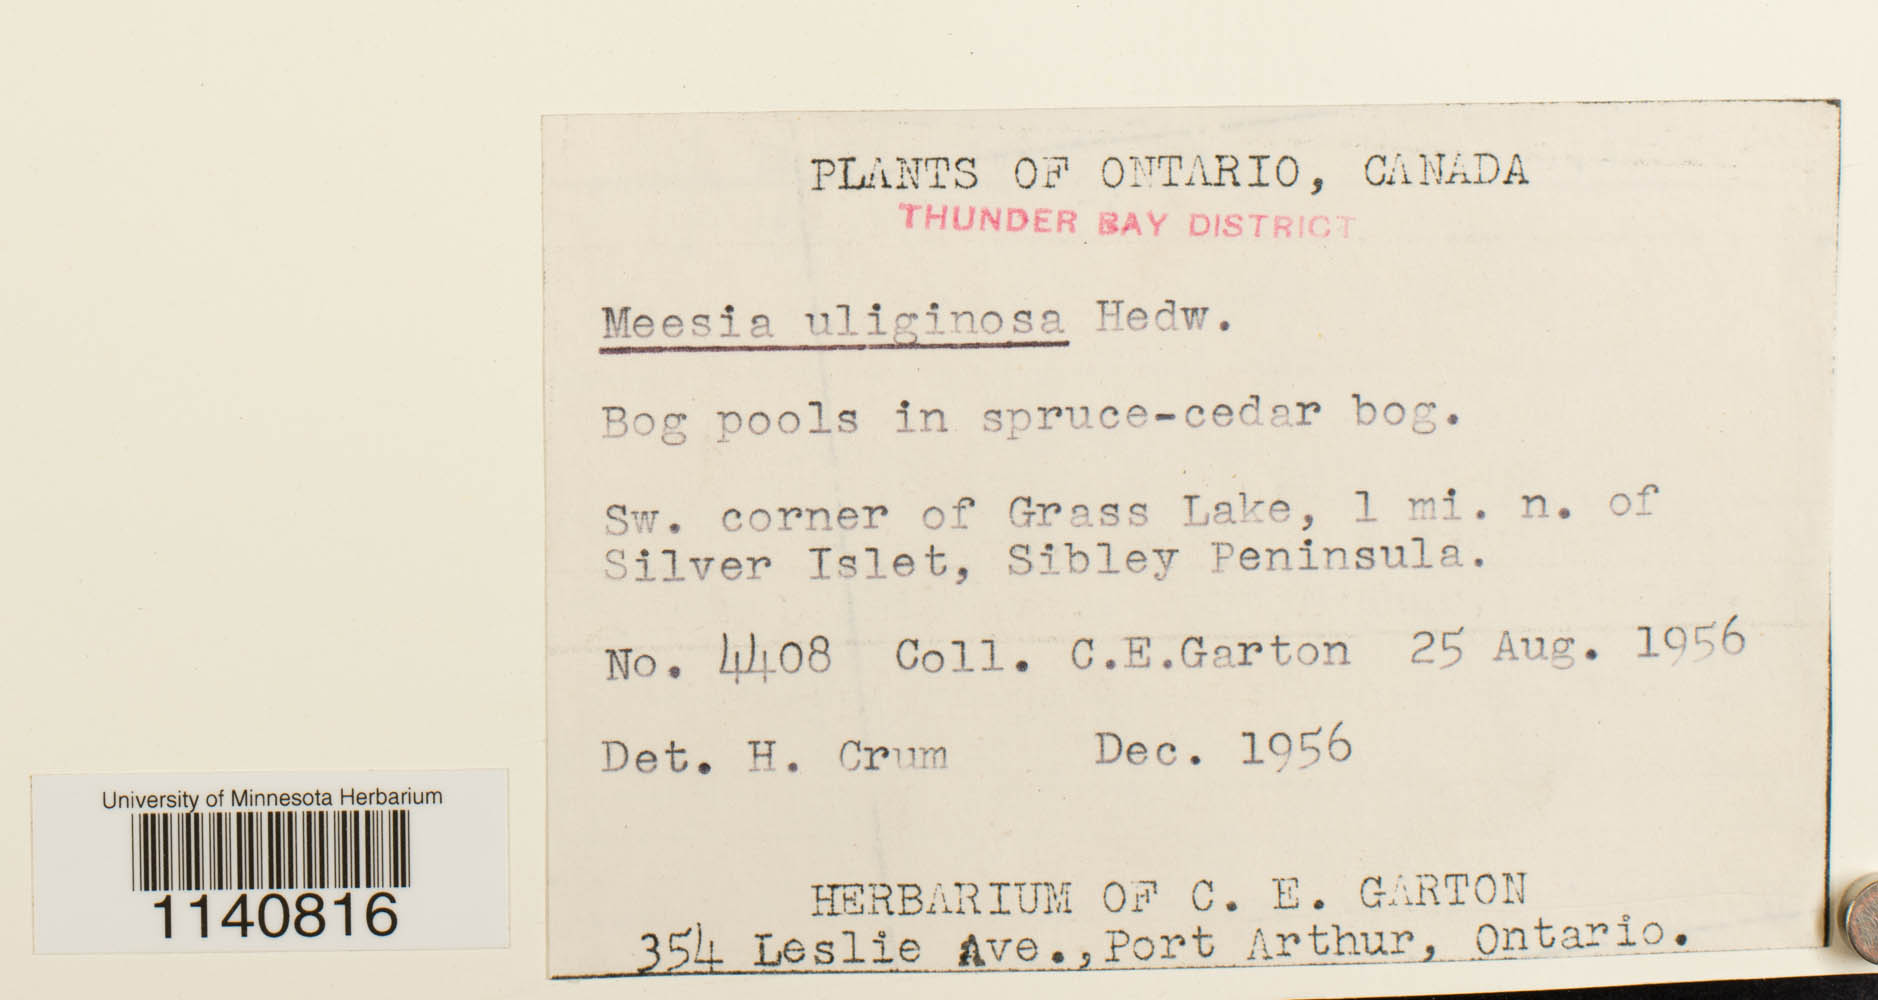 PLANTS OF ONTARIO, CANADA
THUNDER BAY DISTRICT
Meesia uliginosa Hedw.
Bog pools in spruce-cedar bog.
Sw. corner of Grass Lake, 1 mi. n. of
Silver Islet, Sibley Peninsula.
No. 4408 Coll. C.E.Garton 25 Aug. 1956
Det. H. Crum Dec. 1956
HERBARIUM OF C. E. GARTON
354 Leslie Ave., Port Arthur, Ontario.
University of Minnesota Herbarium
1140816